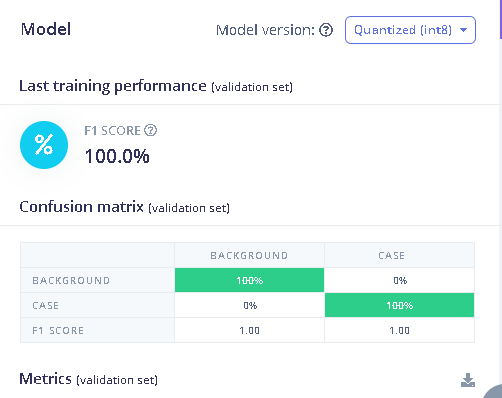 Model
Model version: Quantized (int8)
Last training performance (validation set)
%
F1 SCORE
100.0%
Confusion matrix (validation set)
BACKGROUND CASE
BACKGROUND 100% 0%
CASE 0% 100%
F1 SCORE 1.00 1.00
Metrics (validation set)